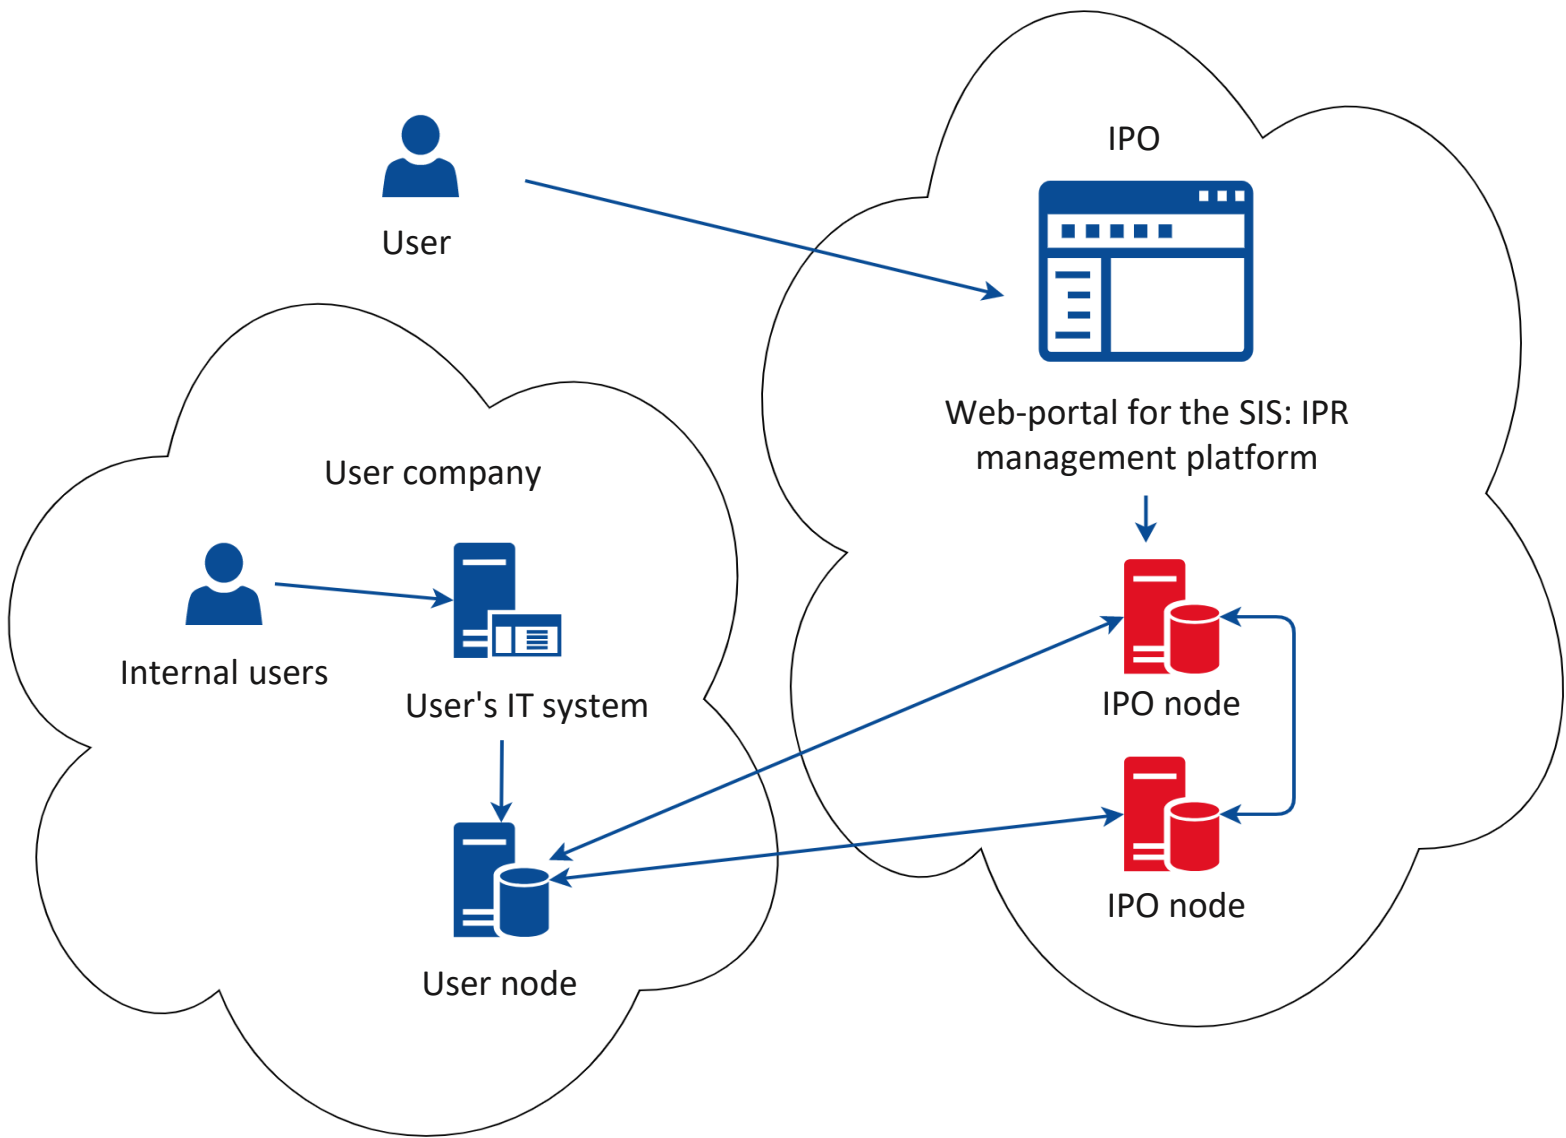 IPO
User
Web-portal for the SIS: IPR
management platform
User company
Internal users
User's IT system
IPO node
IPO node
User node